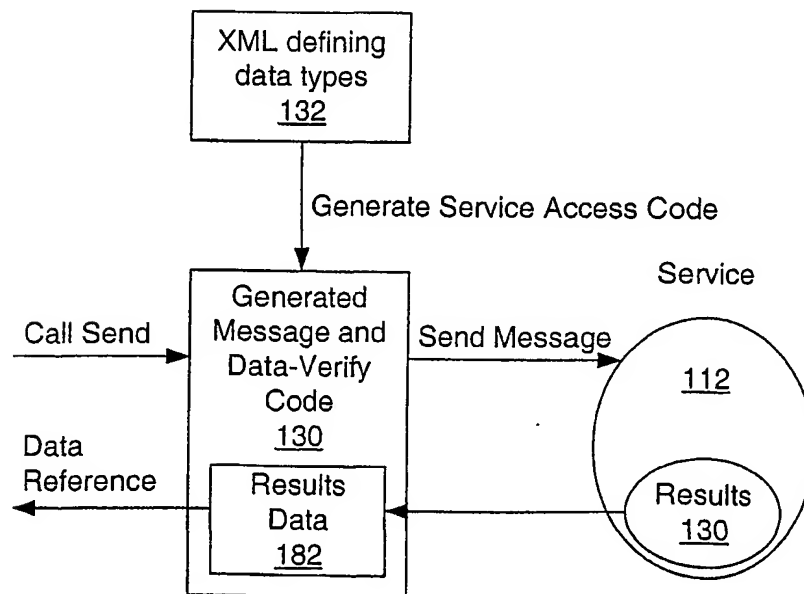 XML defining
data types
132
Generate Service Access Code
Service
Call Send
Generated
Message and
Data-Verify
Code
130
Send Message
112
Data
Reference
Results
Data
182
Results
130